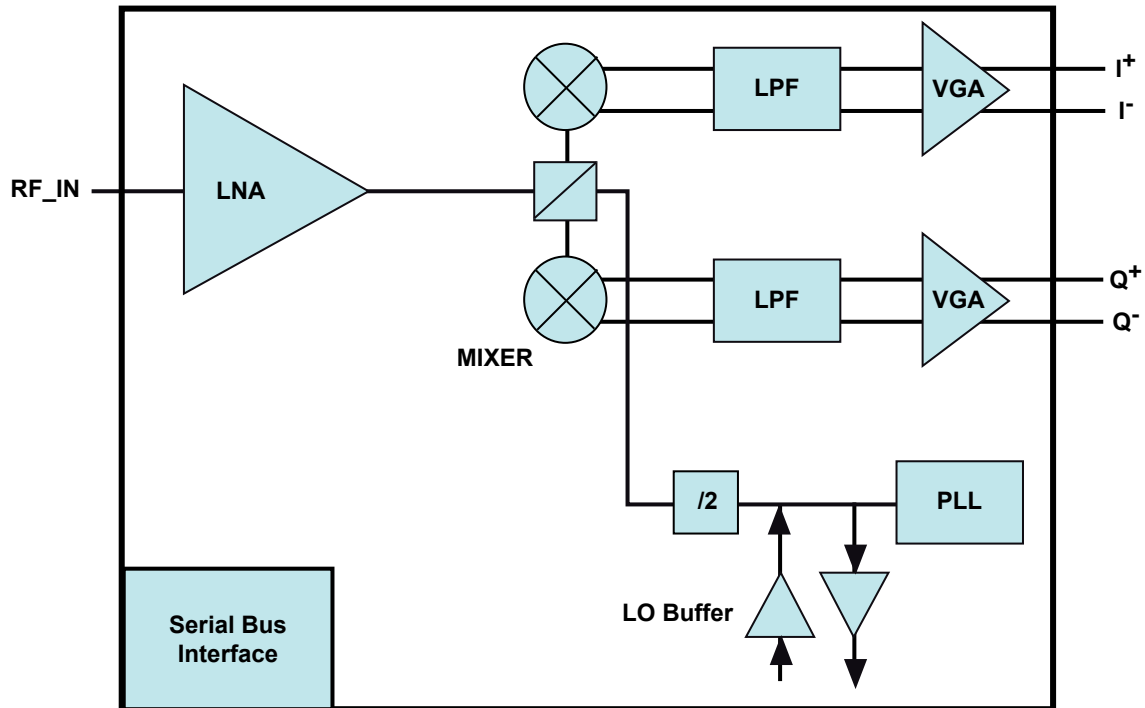 I+
LPF
VGA
I-
RF_IN
LNA
Q+
LPF
VGA
Q-
MIXER
/2
PLL
LO Buffer
Serial Bus
Interface